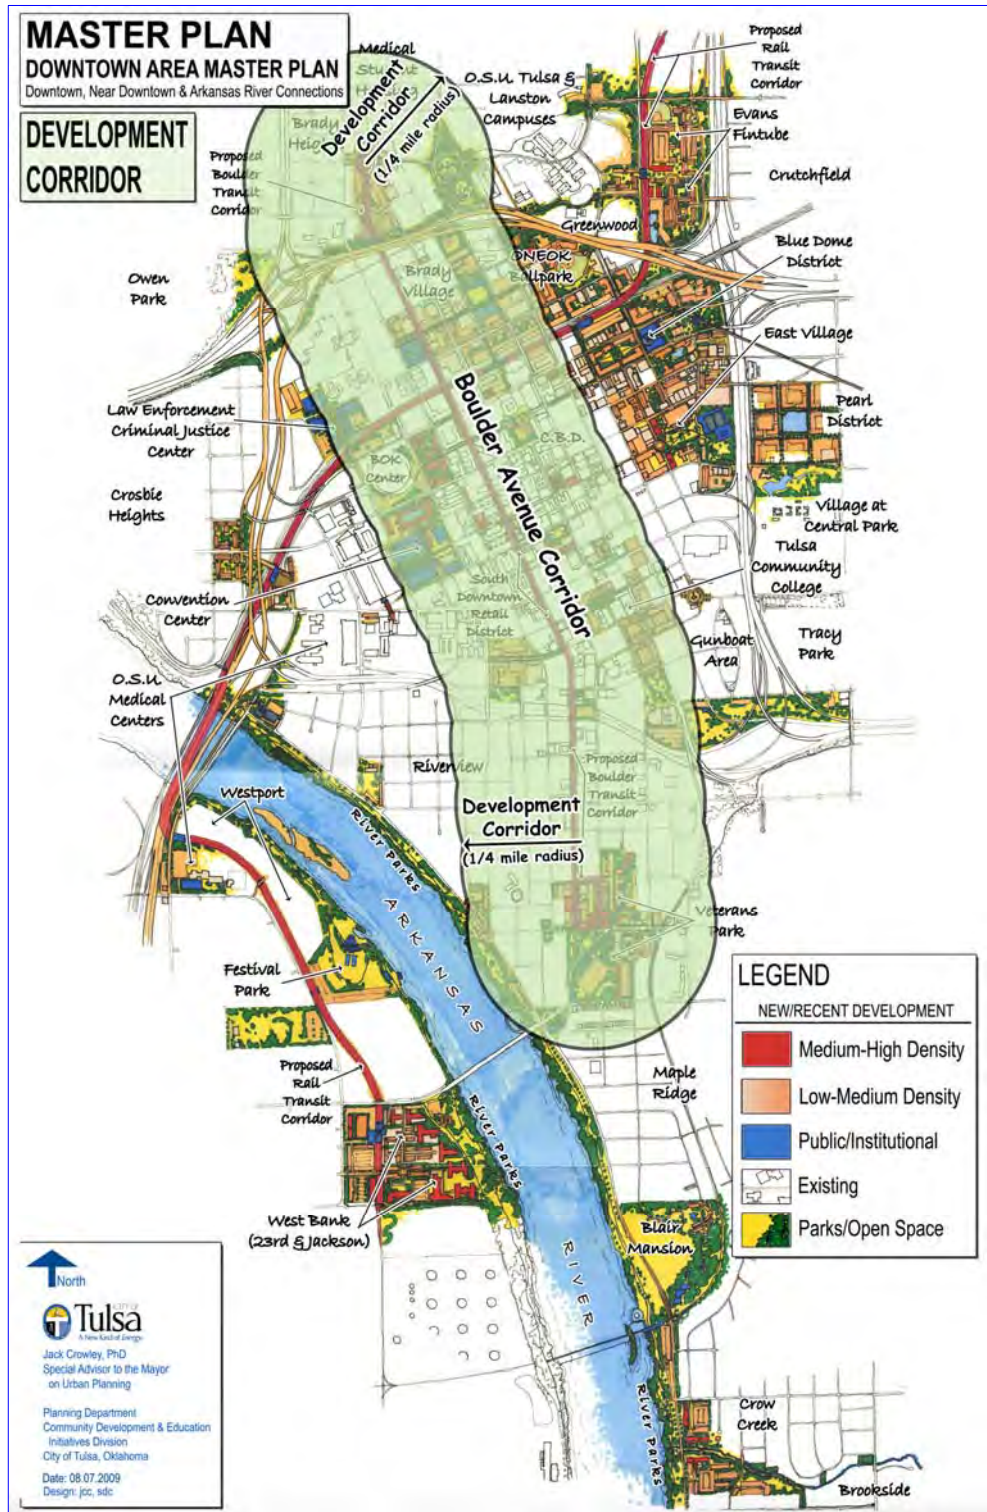 MASTER PLAN
DOWNTOWN AREA MASTER PLAN
Downtown, Near Downtown & Arkansas River Connections
DEVELOPMENT
CORRIDOR
Medical
Student
Development
Corridor
(1/4 mile radius)
Brady
Heights
Proposed
Boulder
Transit
Corridor
O.S.U. Tulsa &
Lanston
Campuses
Proposed
Rail
Transit
Corridor
Evans
Fintube
Crutchfield
Greenwood
Blue Dome
District
ONEOK
Ballpark
Owen
Park
Brady
Village
East Village
Pearl
District
Law Enforcement
Criminal Justice
Center
Boulder Avenue Corridor
C.B.D.
BOK
Center
Crosbie
Heights
Village at
Central Park
Tulsa
Community
College
Convention
Center
South
Downtown
Retail
District
Gunboat
Area
Tracy
Park
O.S.U.
Medical
Centers
Riverview
Proposed
Boulder
Transit
Corridor
Westport
Development
Corridor
(1/4 mile radius)
River Parks
ARKANSAS
Veterans
Park
Festival
Park
LEGEND
NEW/RECENT DEVELOPMENT
Medium-High Density
Low-Medium Density
Public/Institutional
Existing
Parks/Open Space
Proposed
Rail
Transit
Corridor
Maple
Ridge
River Parks
West Bank
(23rd & Jackson)
Blair
Mansion
RIVER
River Parks
Crow
Creek
Brookside
North
CITY OF
Tulsa
A New Kind of Energy.
Jack Crowley, PhD
Special Advisor to the Mayor
on Urban Planning
Planning Department
Community Development & Education
Initiatives Division
City of Tulsa, Oklahoma
Date: 08.07.2009
Design: jcc, sdc